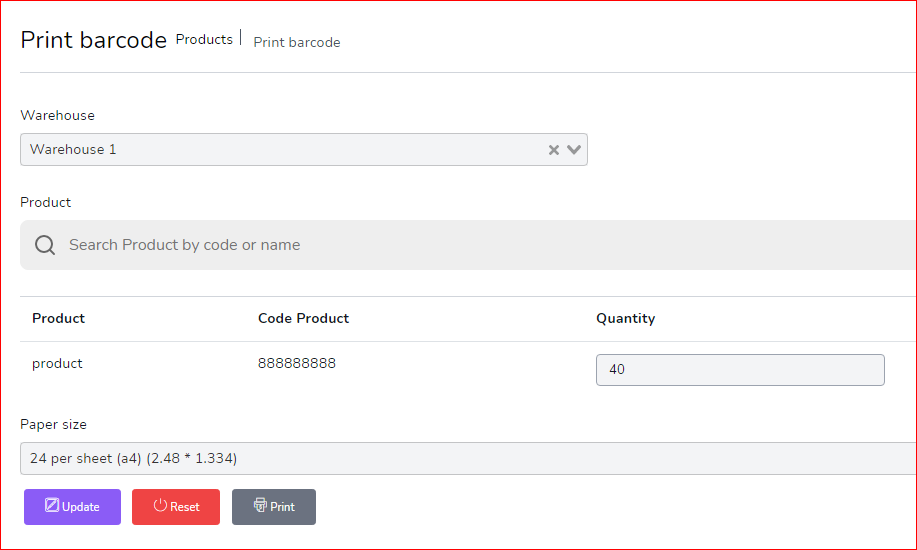 Print barcode Products | Print barcode
Warehouse
Warehouse 1
Product
Search Product by code or name
Product Code Product Quantity
product 888888888 40
Paper size
24 per sheet (a4) (2.48 * 1.334)
Update Reset Print